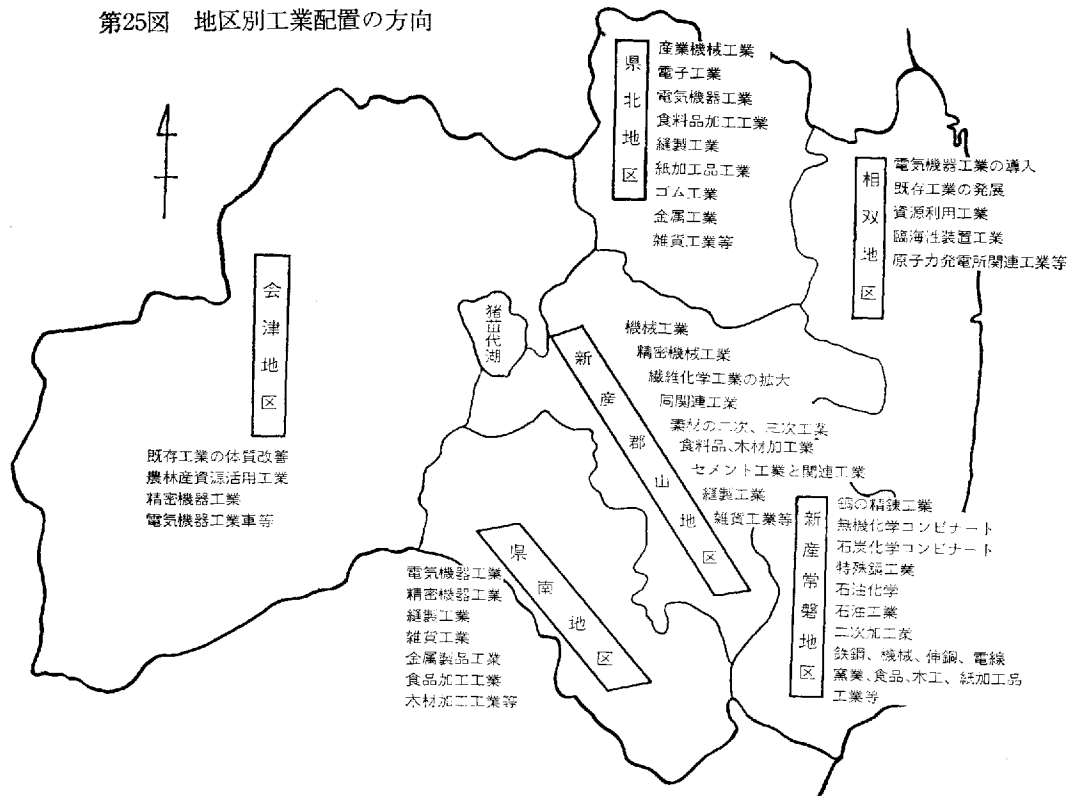 第25図 地区別工業配置の方向
県北地区
産業機械工業
電子工業
電気機器工業
食料品加工工業
縫製工業
紙加工品工業
ゴム工業
金属工業
雑貨工業等
相双地区
電気機器工業の導入
既存工業の発展
資源利用工業
臨海性装置工業
原子力発電所関連工業等
会津地区
既存工業の体質改善
農林産資源活用工業
精密機器工業
電気機器工業車等
猪苗代湖
新産郡山地区
機械工業
精密機械工業
繊維化学工業の拡大
同関連工業
素材の二次、三次工業
食料品、木材加工業
セメント工業と関連工業
縫製工業
雑貨工業等
県南地区
電気機器工業
精密機器工業
縫製工業
雑貨工業
金属製品工業
食品加工工業
木材加工工業等
新産常磐地区
の精錬工業
無機化学コンビナート
石炭化学コンビナート
特殊鋼工業
石油化学
石油工業
二次加工業
鉄鋼、機械、伸銅、電線
窯業、食品、木工、紙加工品
工業等